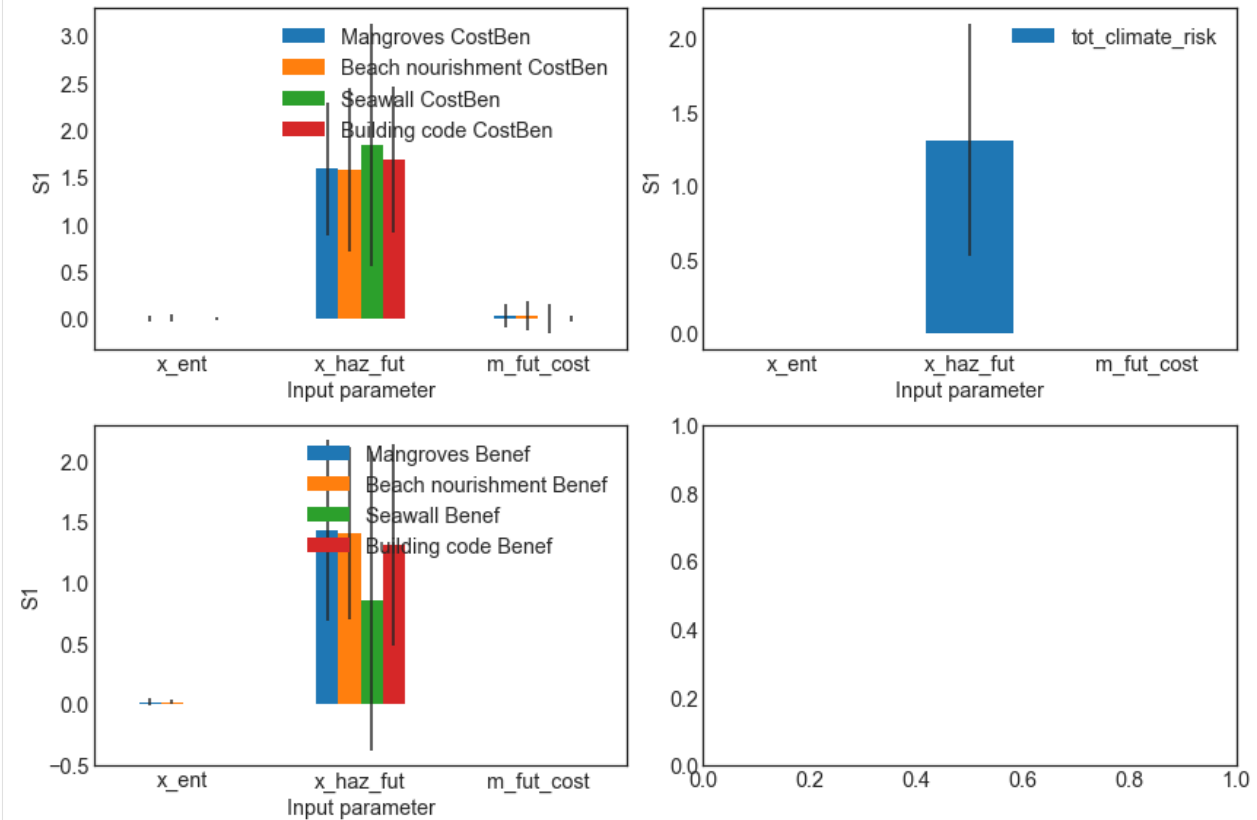 3.0
2.5
2.0
1.5
1.0
0.5
0.0
S1
Mangroves CostBen
Beach nourishment CostBen
Seawall CostBen
Building code CostBen
x_ent
x_haz_fut
m_fut_cost
Input parameter
2.0
1.5
1.0
0.5
0.0
S1
tot_climate_risk
x_ent
x_haz_fut
m_fut_cost
Input parameter
2.0
1.5
1.0
0.5
0.0
−0.5
S1
Mangroves Benef
Beach nourishment Benef
Seawall Benef
Building code Benef
x_ent
x_haz_fut
m_fut_cost
Input parameter
1.0
0.8
0.6
0.4
0.2
0.0
0.0
0.2
0.4
0.6
0.8
1.0